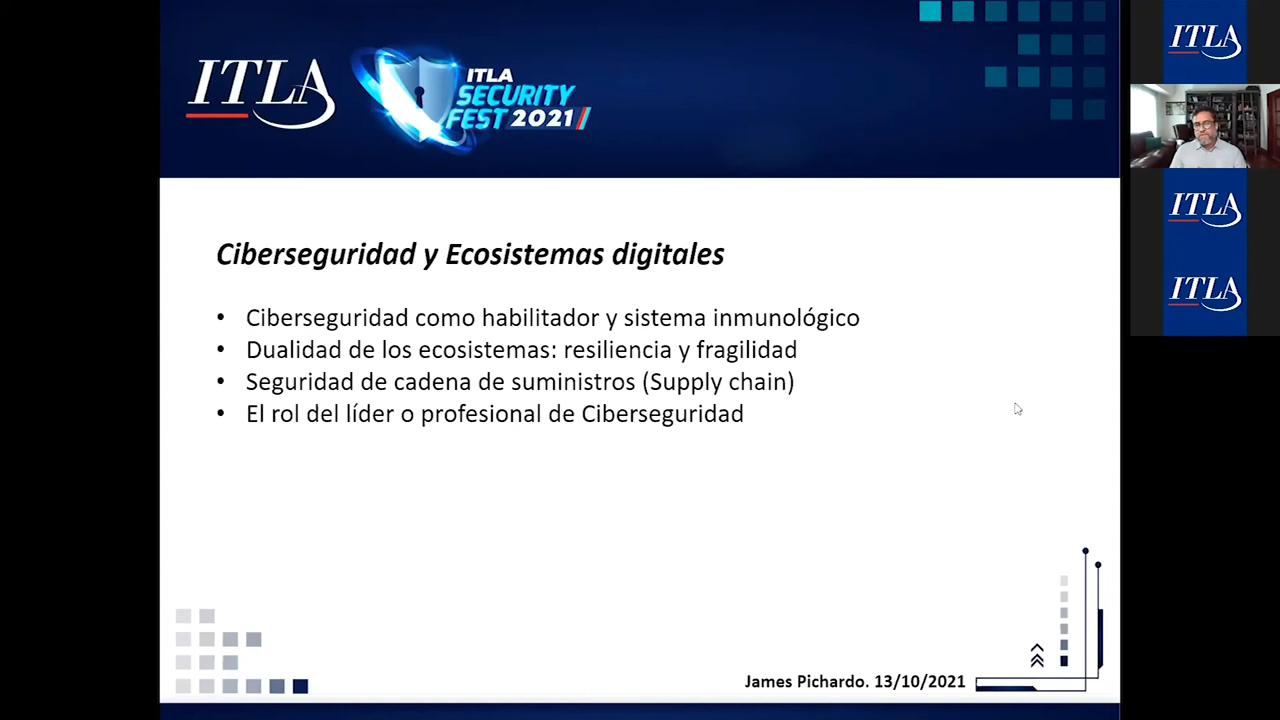 ITLA
ITLA
SECURITY
FEST 2021
Ciberseguridad y Ecosistemas digitales
• Ciberseguridad como habilitador y sistema inmunológico
• Dualidad de los ecosistemas: resiliencia y fragilidad
• Seguridad de cadena de suministros (Supply chain)
• El rol del líder o profesional de Ciberseguridad
James Pichardo. 13/10/2021
ITLA
ITLA
ITLA